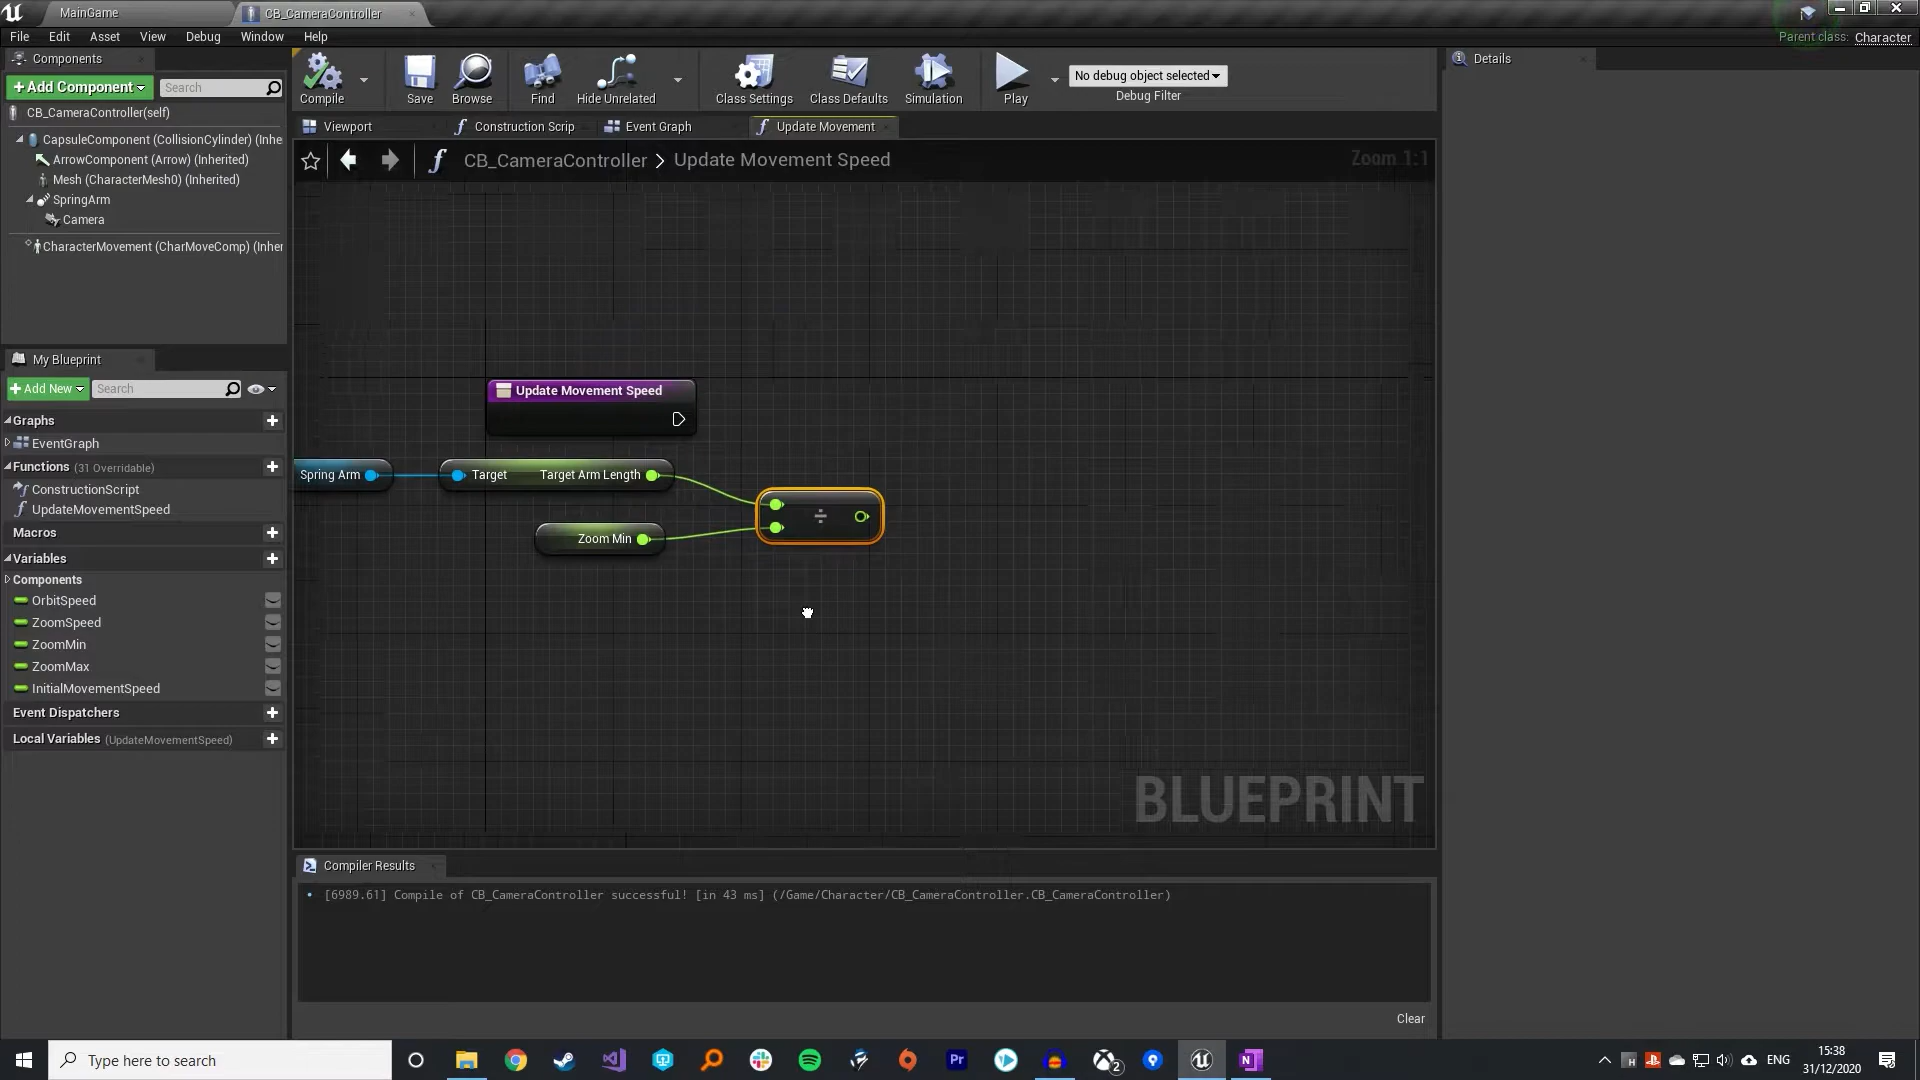 MainGame
CB_CameraController
File Edit Asset View Debug Window Help
Parent class: Character
Components
Details
+Add Component
Search
Compile
Save
Browse
Find
Hide Unrelated
Class Settings
Class Defaults
Simulation
Play
No debug object selected
Debug Filter
CB_CameraController(self)
CapsuleComponent (CollisionCylinder) (Inhe
ArrowComponent (Arrow) (Inherited)
Mesh (CharacterMesh0) (Inherited)
SpringArm
Camera
CharacterMovement (CharMoveComp) (Inher
Viewport
Construction Scrip
Event Graph
Update Movement
CB_CameraController > Update Movement Speed
Zoom 1:1
My Blueprint
+Add New
Search
Graphs
EventGraph
Functions (31 Overridable)
ConstructionScript
UpdateMovementSpeed
Macros
Variables
Components
OrbitSpeed
ZoomSpeed
ZoomMin
ZoomMax
InitialMovementSpeed
Event Dispatchers
Local Variables (UpdateMovementSpeed)
Update Movement Speed
Spring Arm
Target Target Arm Length
÷
Zoom Min
BLUEPRINT
Compiler Results
• [6989.61] Compile of CB_CameraController successful! [in 43 ms] (/Game/Character/CB_CameraController.CB_CameraController)
Clear
Type here to search
Pr
2
N
H
ENG
15:38
31/12/2020